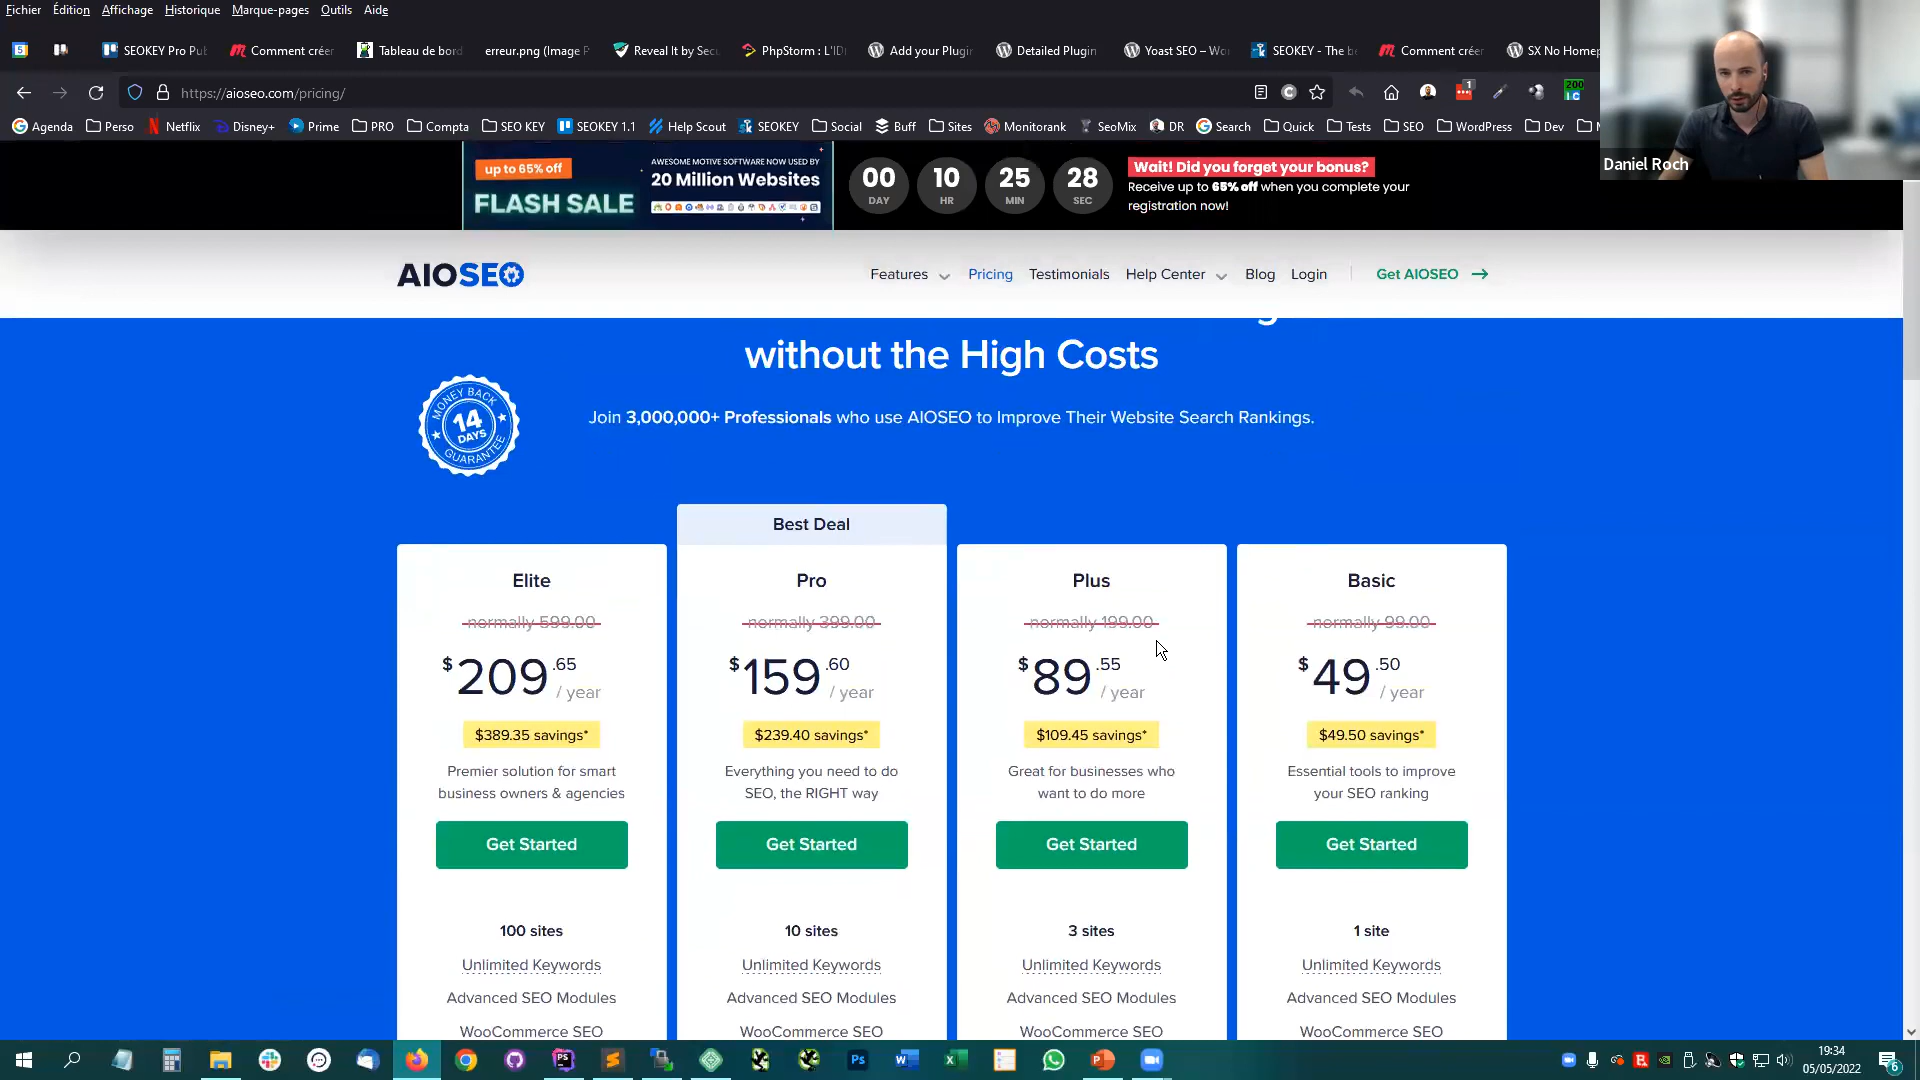 Fichier Édition Affichage Historique Marque-pages Outils Aide
SEOKEY Pro Pu
Comment créer
Tableau de bord
erreur.png (Image P
Reveal It by Secu
PhpStorm : L'ID
Add your Plugi
Detailed Plugin
Yoast SEO – Wo
SEOKEY - The be
Comment créer
SX No Homep
https://aioseo.com/pricing/
1
200
Agenda Perso Netflix Disney+ Prime PRO Compta SEO KEY SEOKEY 1.1 Help Scout SEOKEY Social Buff Sites Monitorank SeoMix DR Search Quick Tests SEO WordPress Dev
Daniel Roch
up to 65% off
FLASH SALE
AWESOME MOTIVE SOFTWARE NOW USED BY
20 Million Websites
00 10 25 28
DAY HR MIN SEC
Wait! Did you forget your bonus?
Receive up to 65% off when you complete your
registration now!
AIOSEO
Features Pricing Testimonials Help Center Blog Login Get AIOSEO
without the High Costs
MONEY BACK
14
DAYS
GUARANTEE
Join 3,000,000+ Professionals who use AIOSEO to Improve Their Website Search Rankings.
Best Deal
Elite
normally 599.00
$209.65
/ year
$389.35 savings*
Premier solution for smart
business owners & agencies
Get Started
100 sites
Unlimited Keywords
Advanced SEO Modules
WooCommerce SEO
Pro
normally 399.00
$159.60
/ year
$239.40 savings*
Everything you need to do
SEO, the RIGHT way
Get Started
10 sites
Unlimited Keywords
Advanced SEO Modules
WooCommerce SEO
Plus
normally 199.00
$89.55
/ year
$109.45 savings*
Great for businesses who
want to do more
Get Started
3 sites
Unlimited Keywords
Advanced SEO Modules
WooCommerce SEO
Basic
normally 99.00
$49.50
/ year
$49.50 savings*
Essential tools to improve
your SEO ranking
Get Started
1 site
Unlimited Keywords
Advanced SEO Modules
WooCommerce SEO
19:34
05/05/2022
6